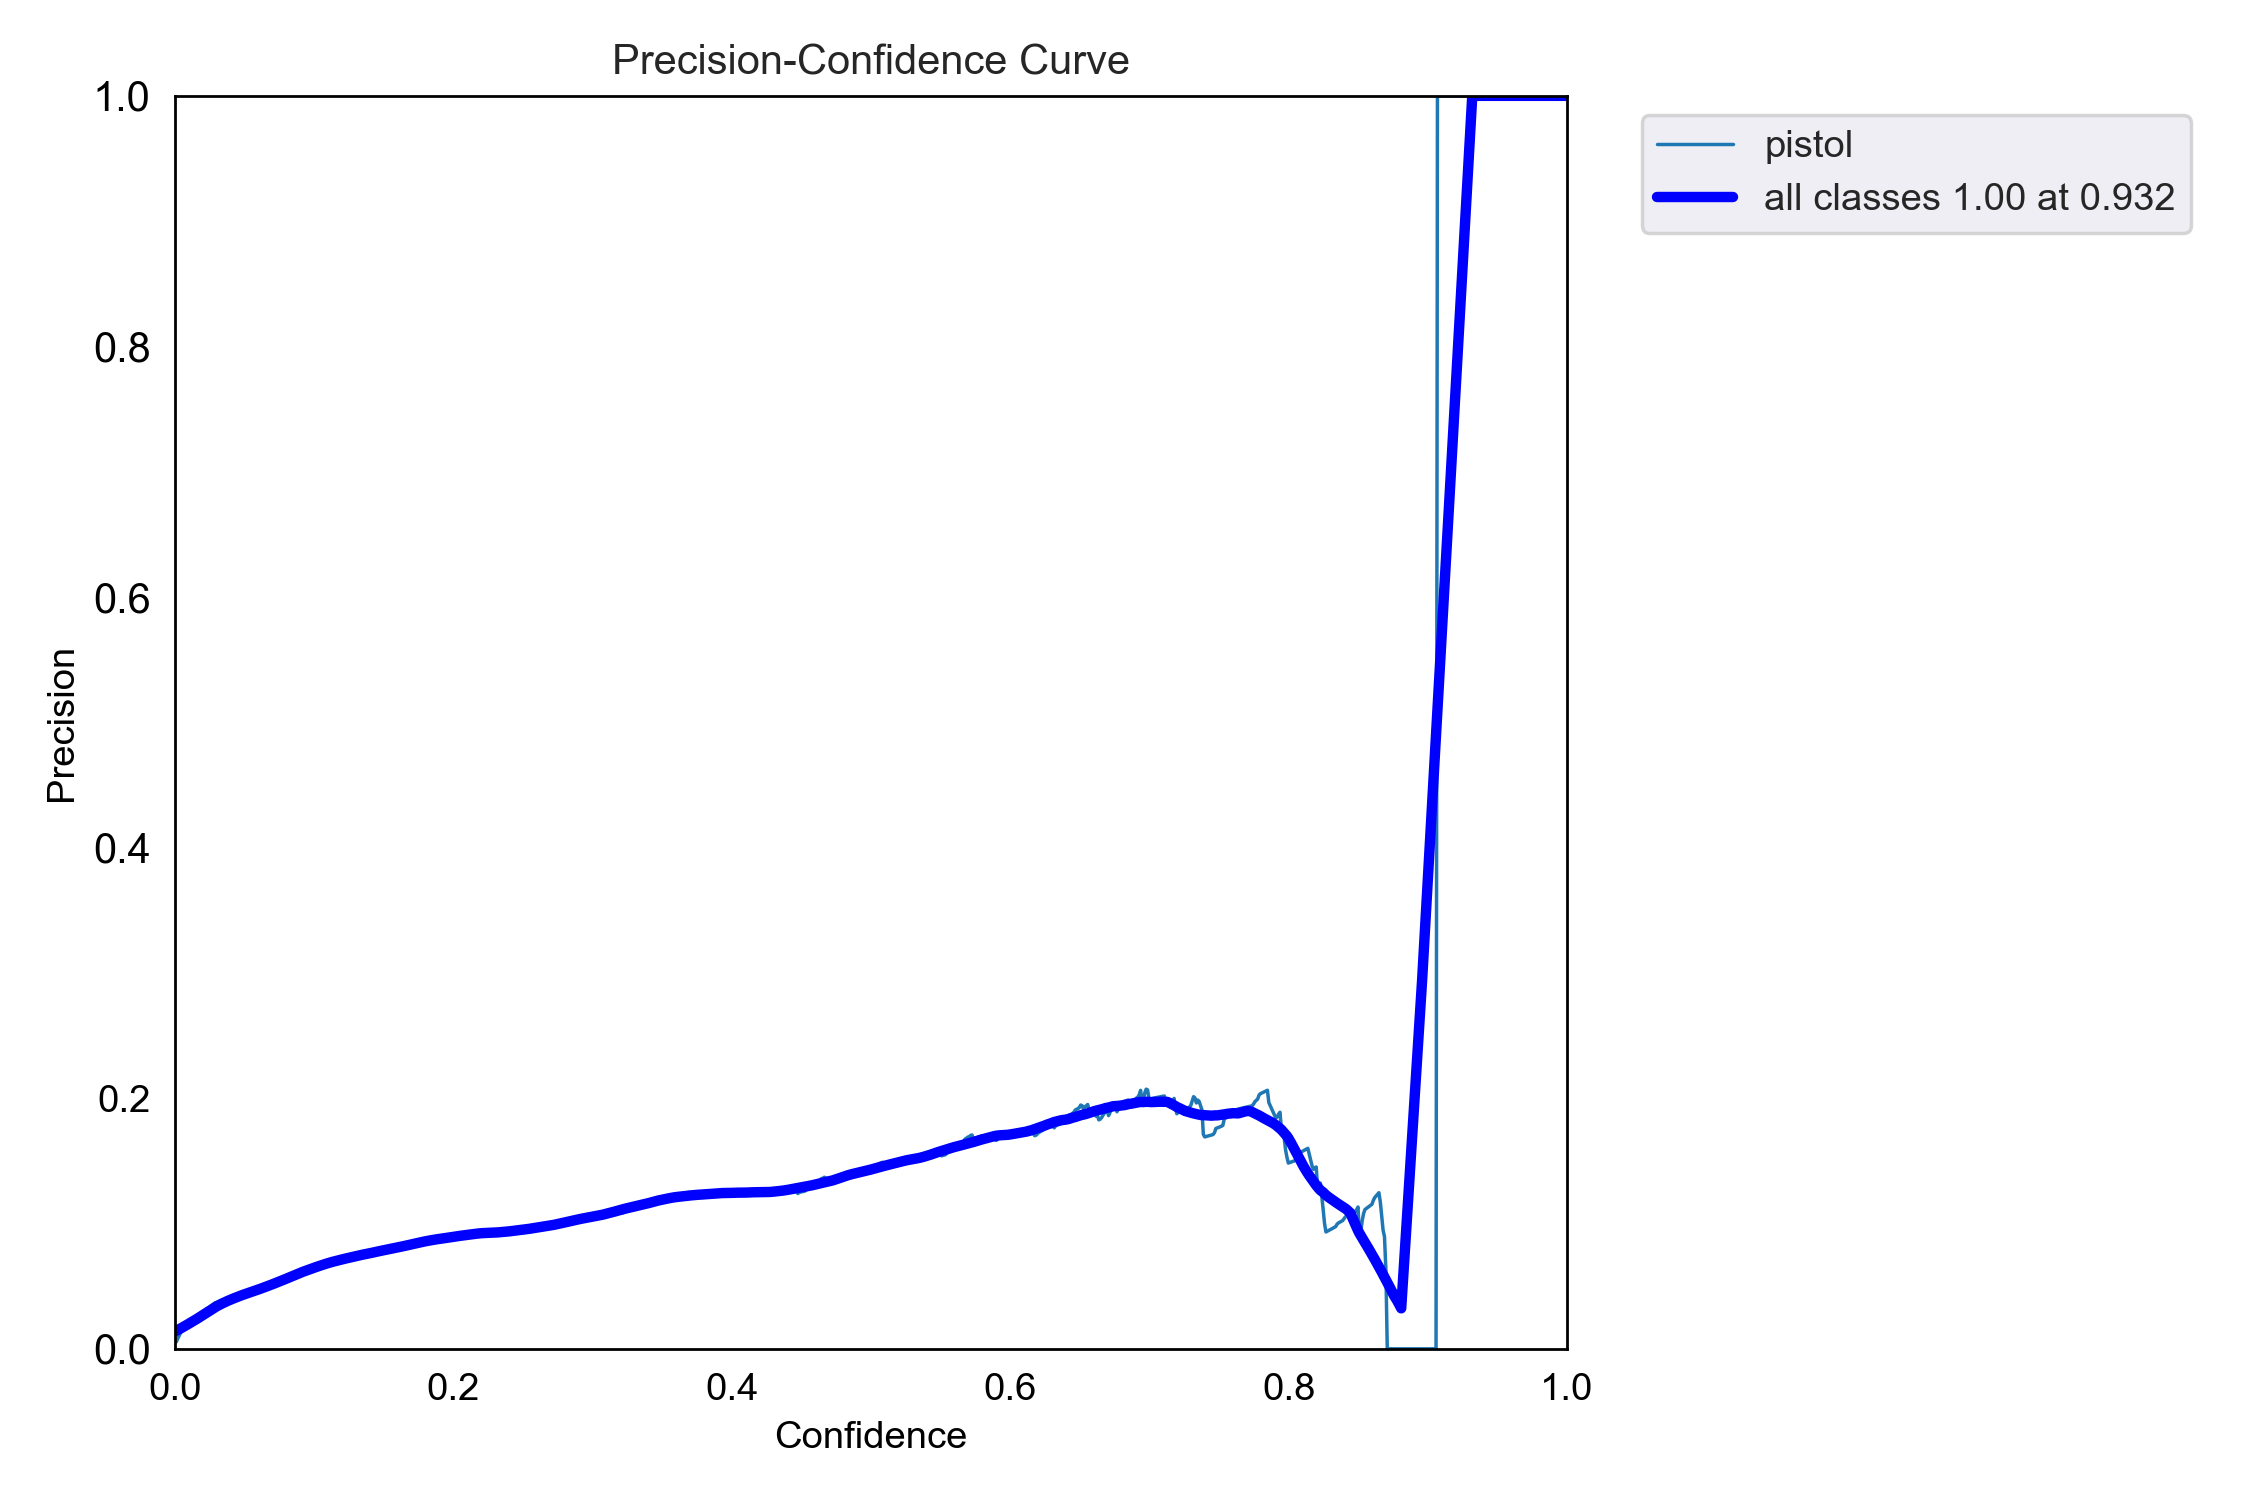 Precision-Confidence Curve
1.0
0.8
0.6
0.4
0.2
0.0
Precision
0.0 0.2 0.4 0.6 0.8 1.0
Confidence
pistol
all classes 1.00 at 0.932